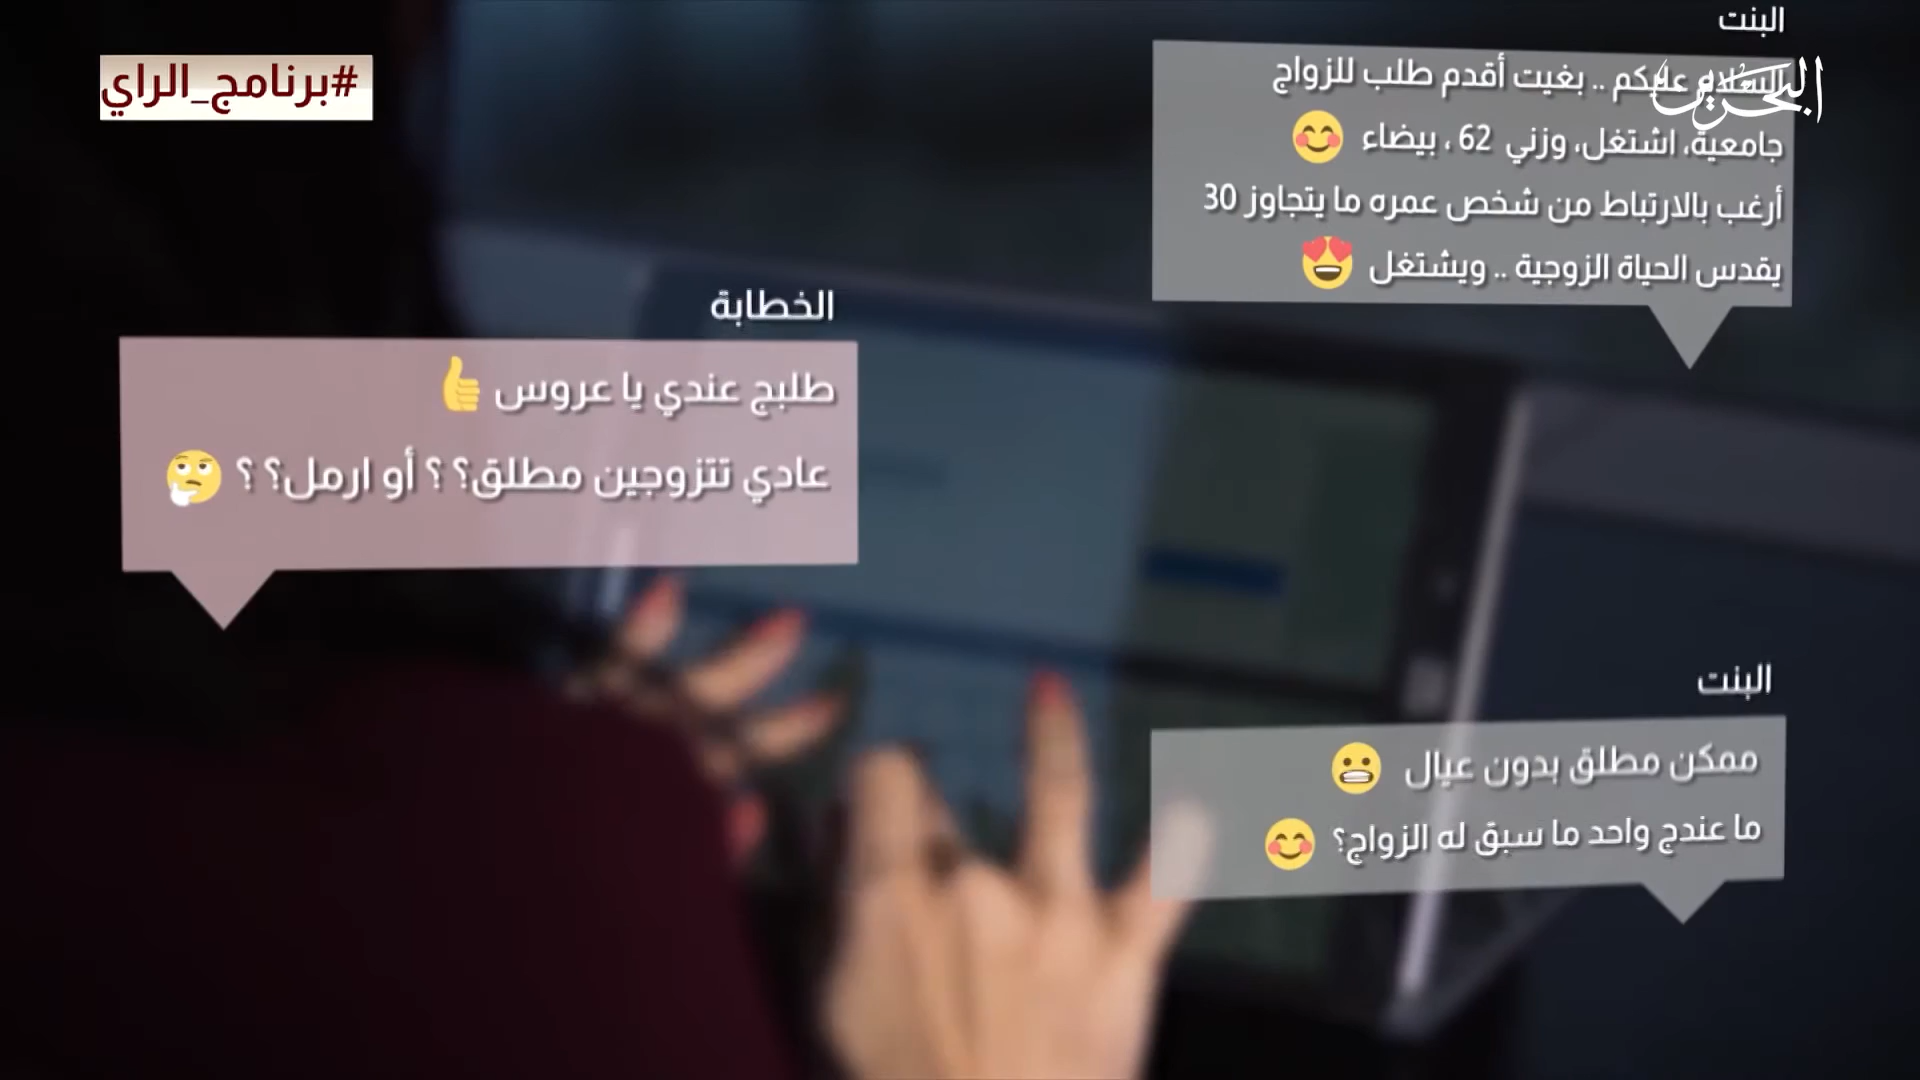 #برنامج_الراي
البحرين
البنت
السلام عليكم .. بغيت أقدم طلب للزواج
جامعية، اشتغل، وزني 62 ، بيضاء 😊
أرغب بالارتباط من شخص عمره ما يتجاوز 30
يقدس الحياة الزوجية .. ويشتغل 😍
الخطابة
طلبج عندي يا عروس 👍
عادي تتزوجين مطلق؟ ؟ أو ارمل؟ ؟ 🤔
البنت
ممكن مطلق بدون عيال 😬
ما عندج واحد ما سبق له الزواج؟ 😊